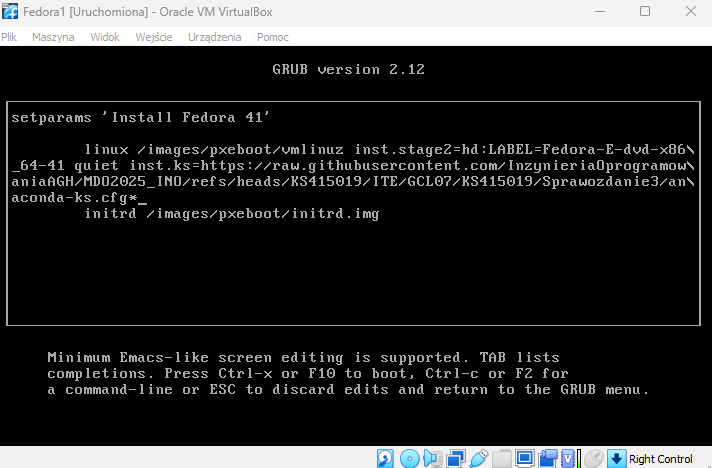 Fedora1 [Uruchomiona] - Oracle VM VirtualBox
Plik Maszyna Widok Wejście Urządzenia Pomoc
GRUB version 2.12
setparams 'Install Fedora 41'
linux /images/pxeboot/vmlinuz inst.stage2=hd:LABEL=Fedora-E-dvd-x86\
_64-41 quiet inst.ks=https://raw.githubusercontent.com/InzynieriaOprogramow\
aniaAGH/MDO2025_INO/refs/heads/KS415019/ITE/GCL07/KS415019/Sprawozdanie3/an\
aconda-ks.cfg*_
initrd /images/pxeboot/initrd.img
Minimum Emacs-like screen editing is supported. TAB lists
completions. Press Ctrl-x or F10 to boot, Ctrl-c or F2 for
a command-line or ESC to discard edits and return to the GRUB menu.
Right Control